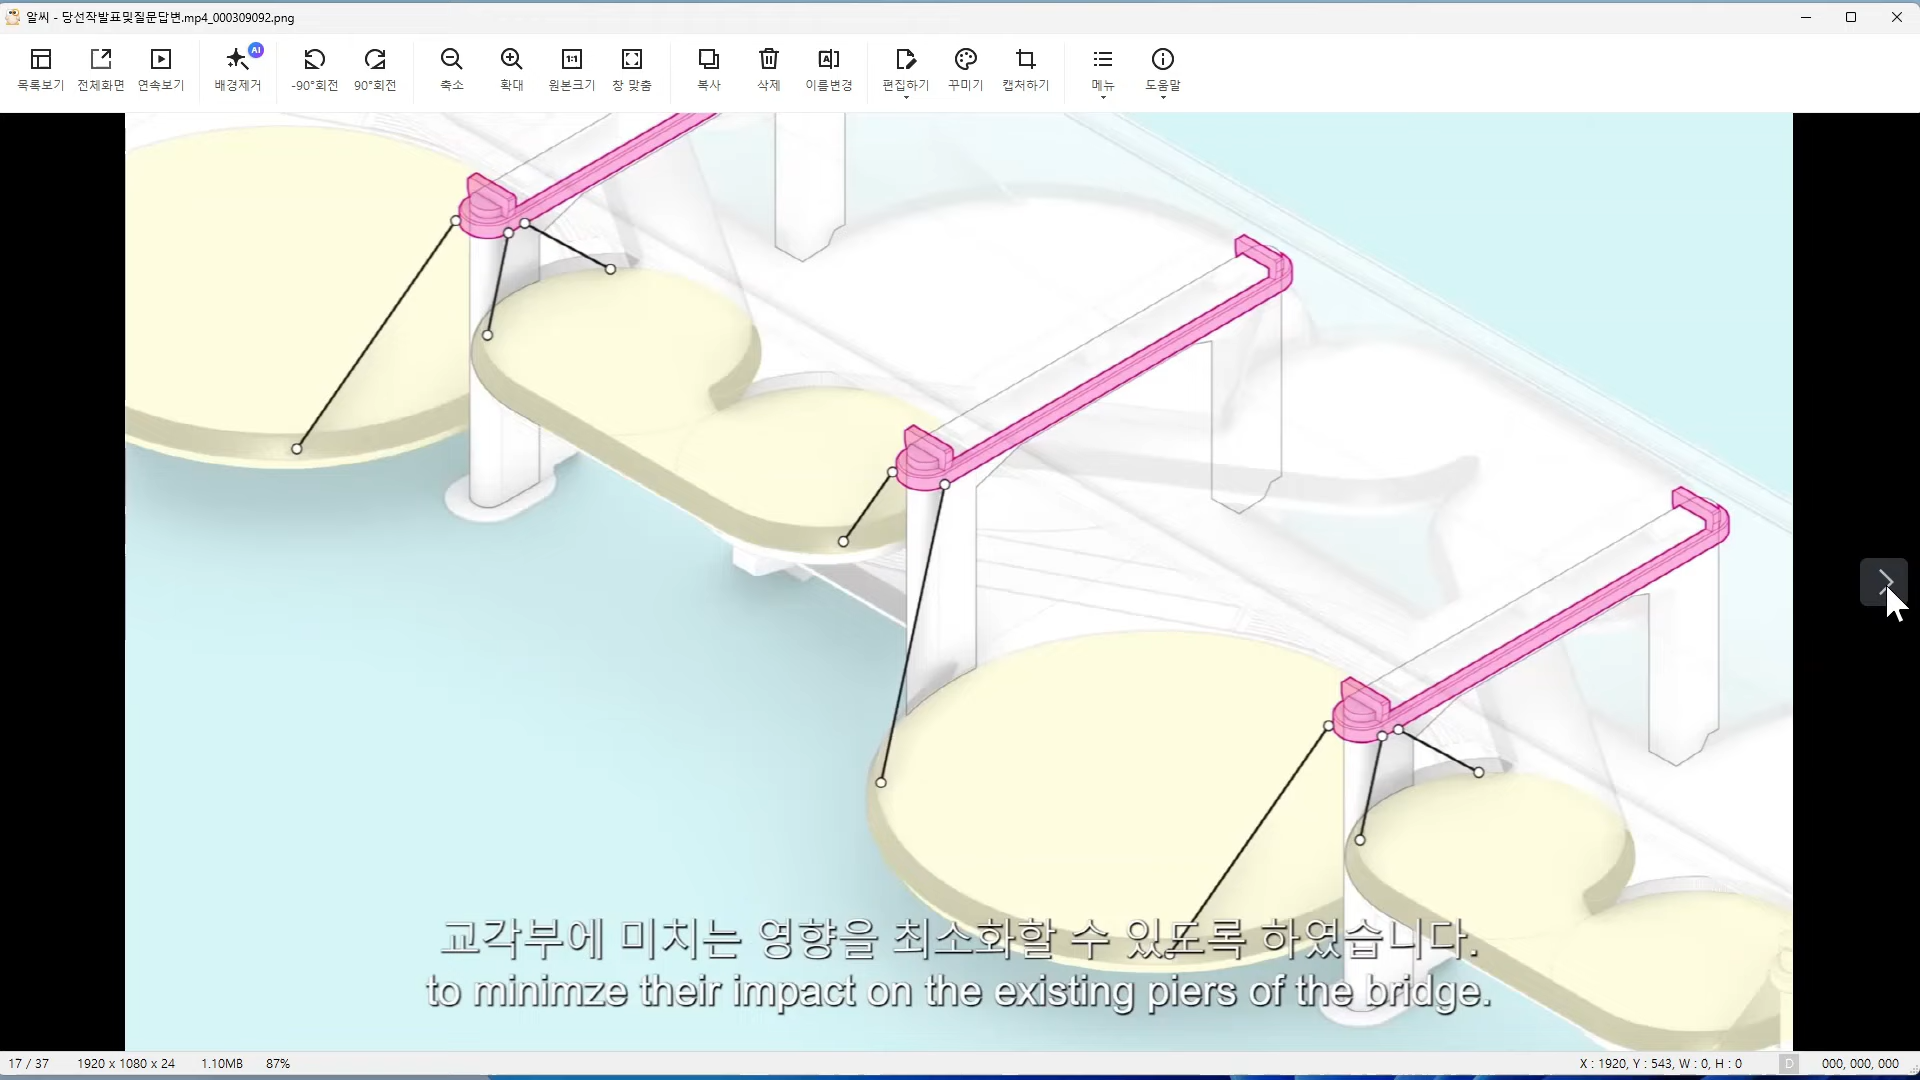 알씨 - 당선작발표및질문답변.mp4_000309092.png
목록보기 전체화면 연속보기 배경제거 AI -90°회전 90°회전 축소 확대 1:1 원본크기 창 맞춤 복사 삭제 A 이름변경 편집하기 꾸미기 캡처하기 메뉴 도움말
교각부에 미치는 영향을 최소화할 수 있도록 하였습니다.
to minimze their impact on the existing piers of the bridge.
17 / 37 1920 x 1080 x 24 1.10MB 87% X : 1920, Y : 543, W : 0, H : 0 D 000, 000, 000